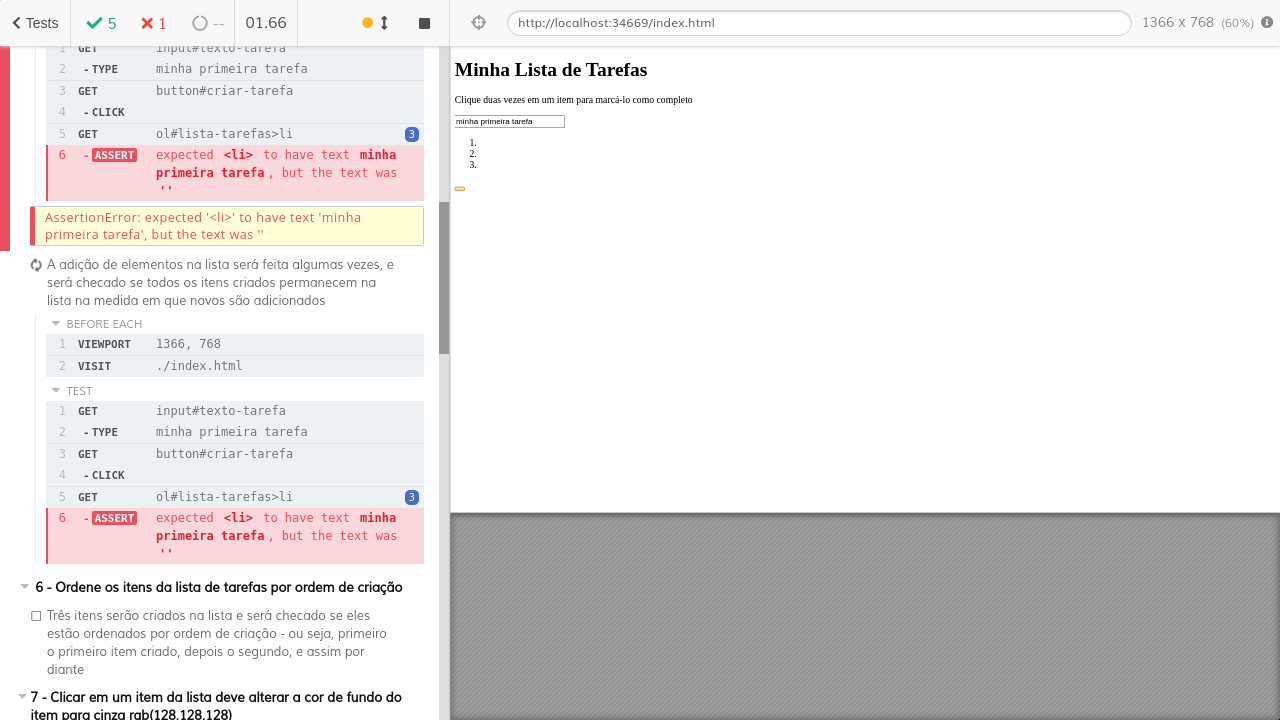 Tests
5
1
--
01.66
http://localhost:34669/index.html
1366 x 768 (60%)
1 GET input#texto-tarefa
2 - TYPE minha primeira tarefa
3 GET button#criar-tarefa
4 - CLICK
5 GET ol#lista-tarefas>li 3
6 - ASSERT expected <li> to have text minha
primeira tarefa, but the text was
''
AssertionError: expected '<li>' to have text 'minha
primeira tarefa', but the text was ''
A adição de elementos na lista será feita algumas vezes, e
será checado se todos os itens criados permanecem na
lista na medida em que novos são adicionados
BEFORE EACH
1 VIEWPORT 1366, 768
2 VISIT ./index.html
TEST
1 GET input#texto-tarefa
2 - TYPE minha primeira tarefa
3 GET button#criar-tarefa
4 - CLICK
5 GET ol#lista-tarefas>li 3
6 - ASSERT expected <li> to have text minha
primeira tarefa, but the text was
''
6 - Ordene os itens da lista de tarefas por ordem de criação
Três itens serão criados na lista e será checado se eles
estão ordenados por ordem de criação - ou seja, primeiro
o primeiro item criado, depois o segundo, e assim por
diante
7 - Clicar em um item da lista deve alterar a cor de fundo do
item para cinza rgb(128,128,128)
Minha Lista de Tarefas
Clique duas vezes em um item para marcá-lo como completo
minha primeira tarefa
1.
2.
3.